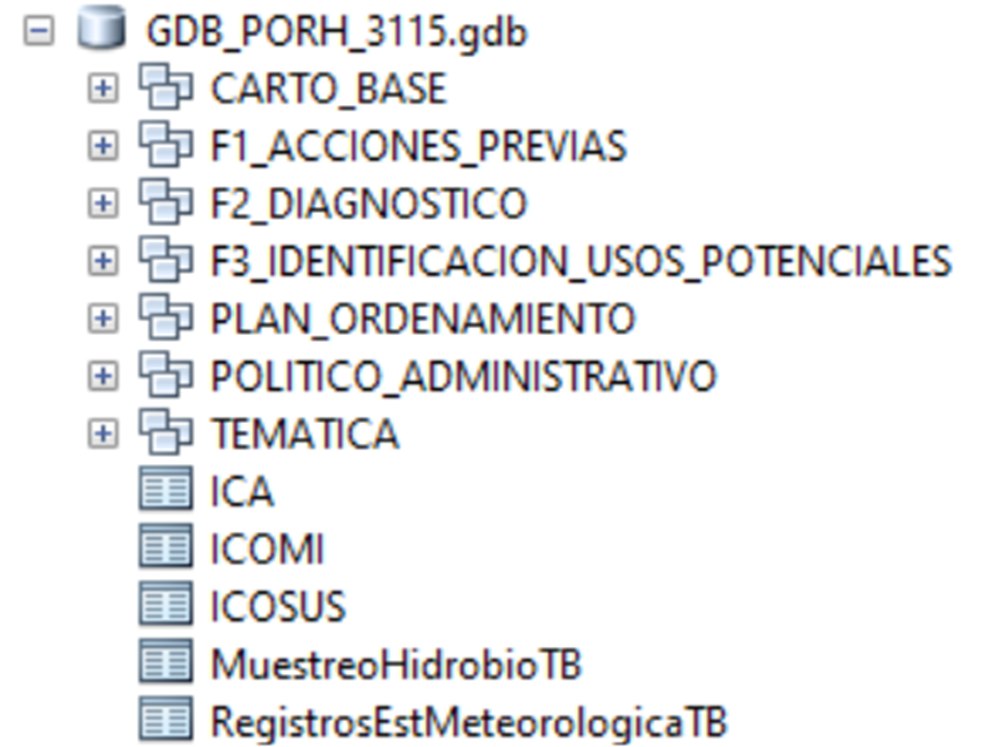 GDB_PORH_3115.gdb
CARTO_BASE
F1_ACCIONES_PREVIAS
F2_DIAGNOSTICO
F3_IDENTIFICACION_USOS_POTENCIALES
PLAN_ORDENAMIENTO
POLITICO_ADMINISTRATIVO
TEMATICA
ICA
ICOMI
ICOSUS
MuestreoHidrobioTB
RegistrosEstMeteorologicaTB